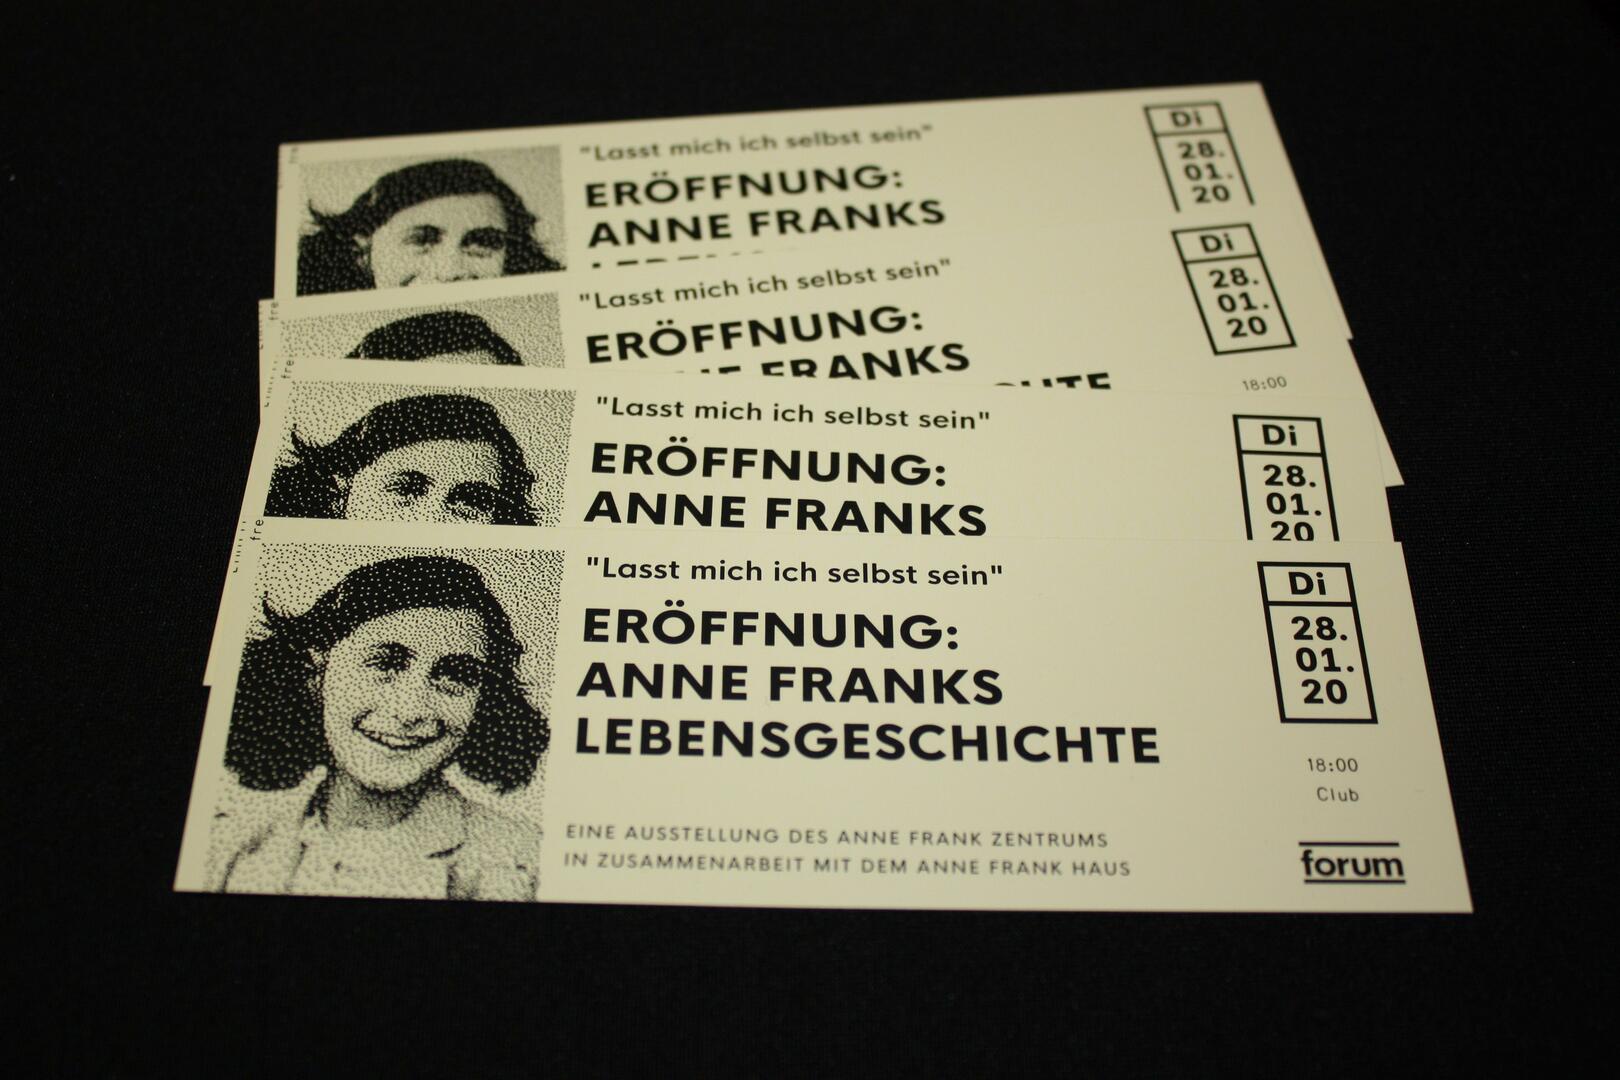 "Lasst mich ich selbst sein"
ERÖFFNUNG:
ANNE FRANKS
Di
28.
01.
20
"Lasst mich ich selbst sein"
ERÖFFNUNG:
FRANKS
Di
28.
01.
20
18:00
"Lasst mich ich selbst sein"
ERÖFFNUNG:
ANNE FRANKS
Di
28.
01.
20
"Lasst mich ich selbst sein"
ERÖFFNUNG:
ANNE FRANKS
LEBENSGESCHICHTE
EINE AUSSTELLUNG DES ANNE FRANK ZENTRUMS
IN ZUSAMMENARBEIT MIT DEM ANNE FRANK HAUS
Di
28.
01.
20
18:00
Club
forum